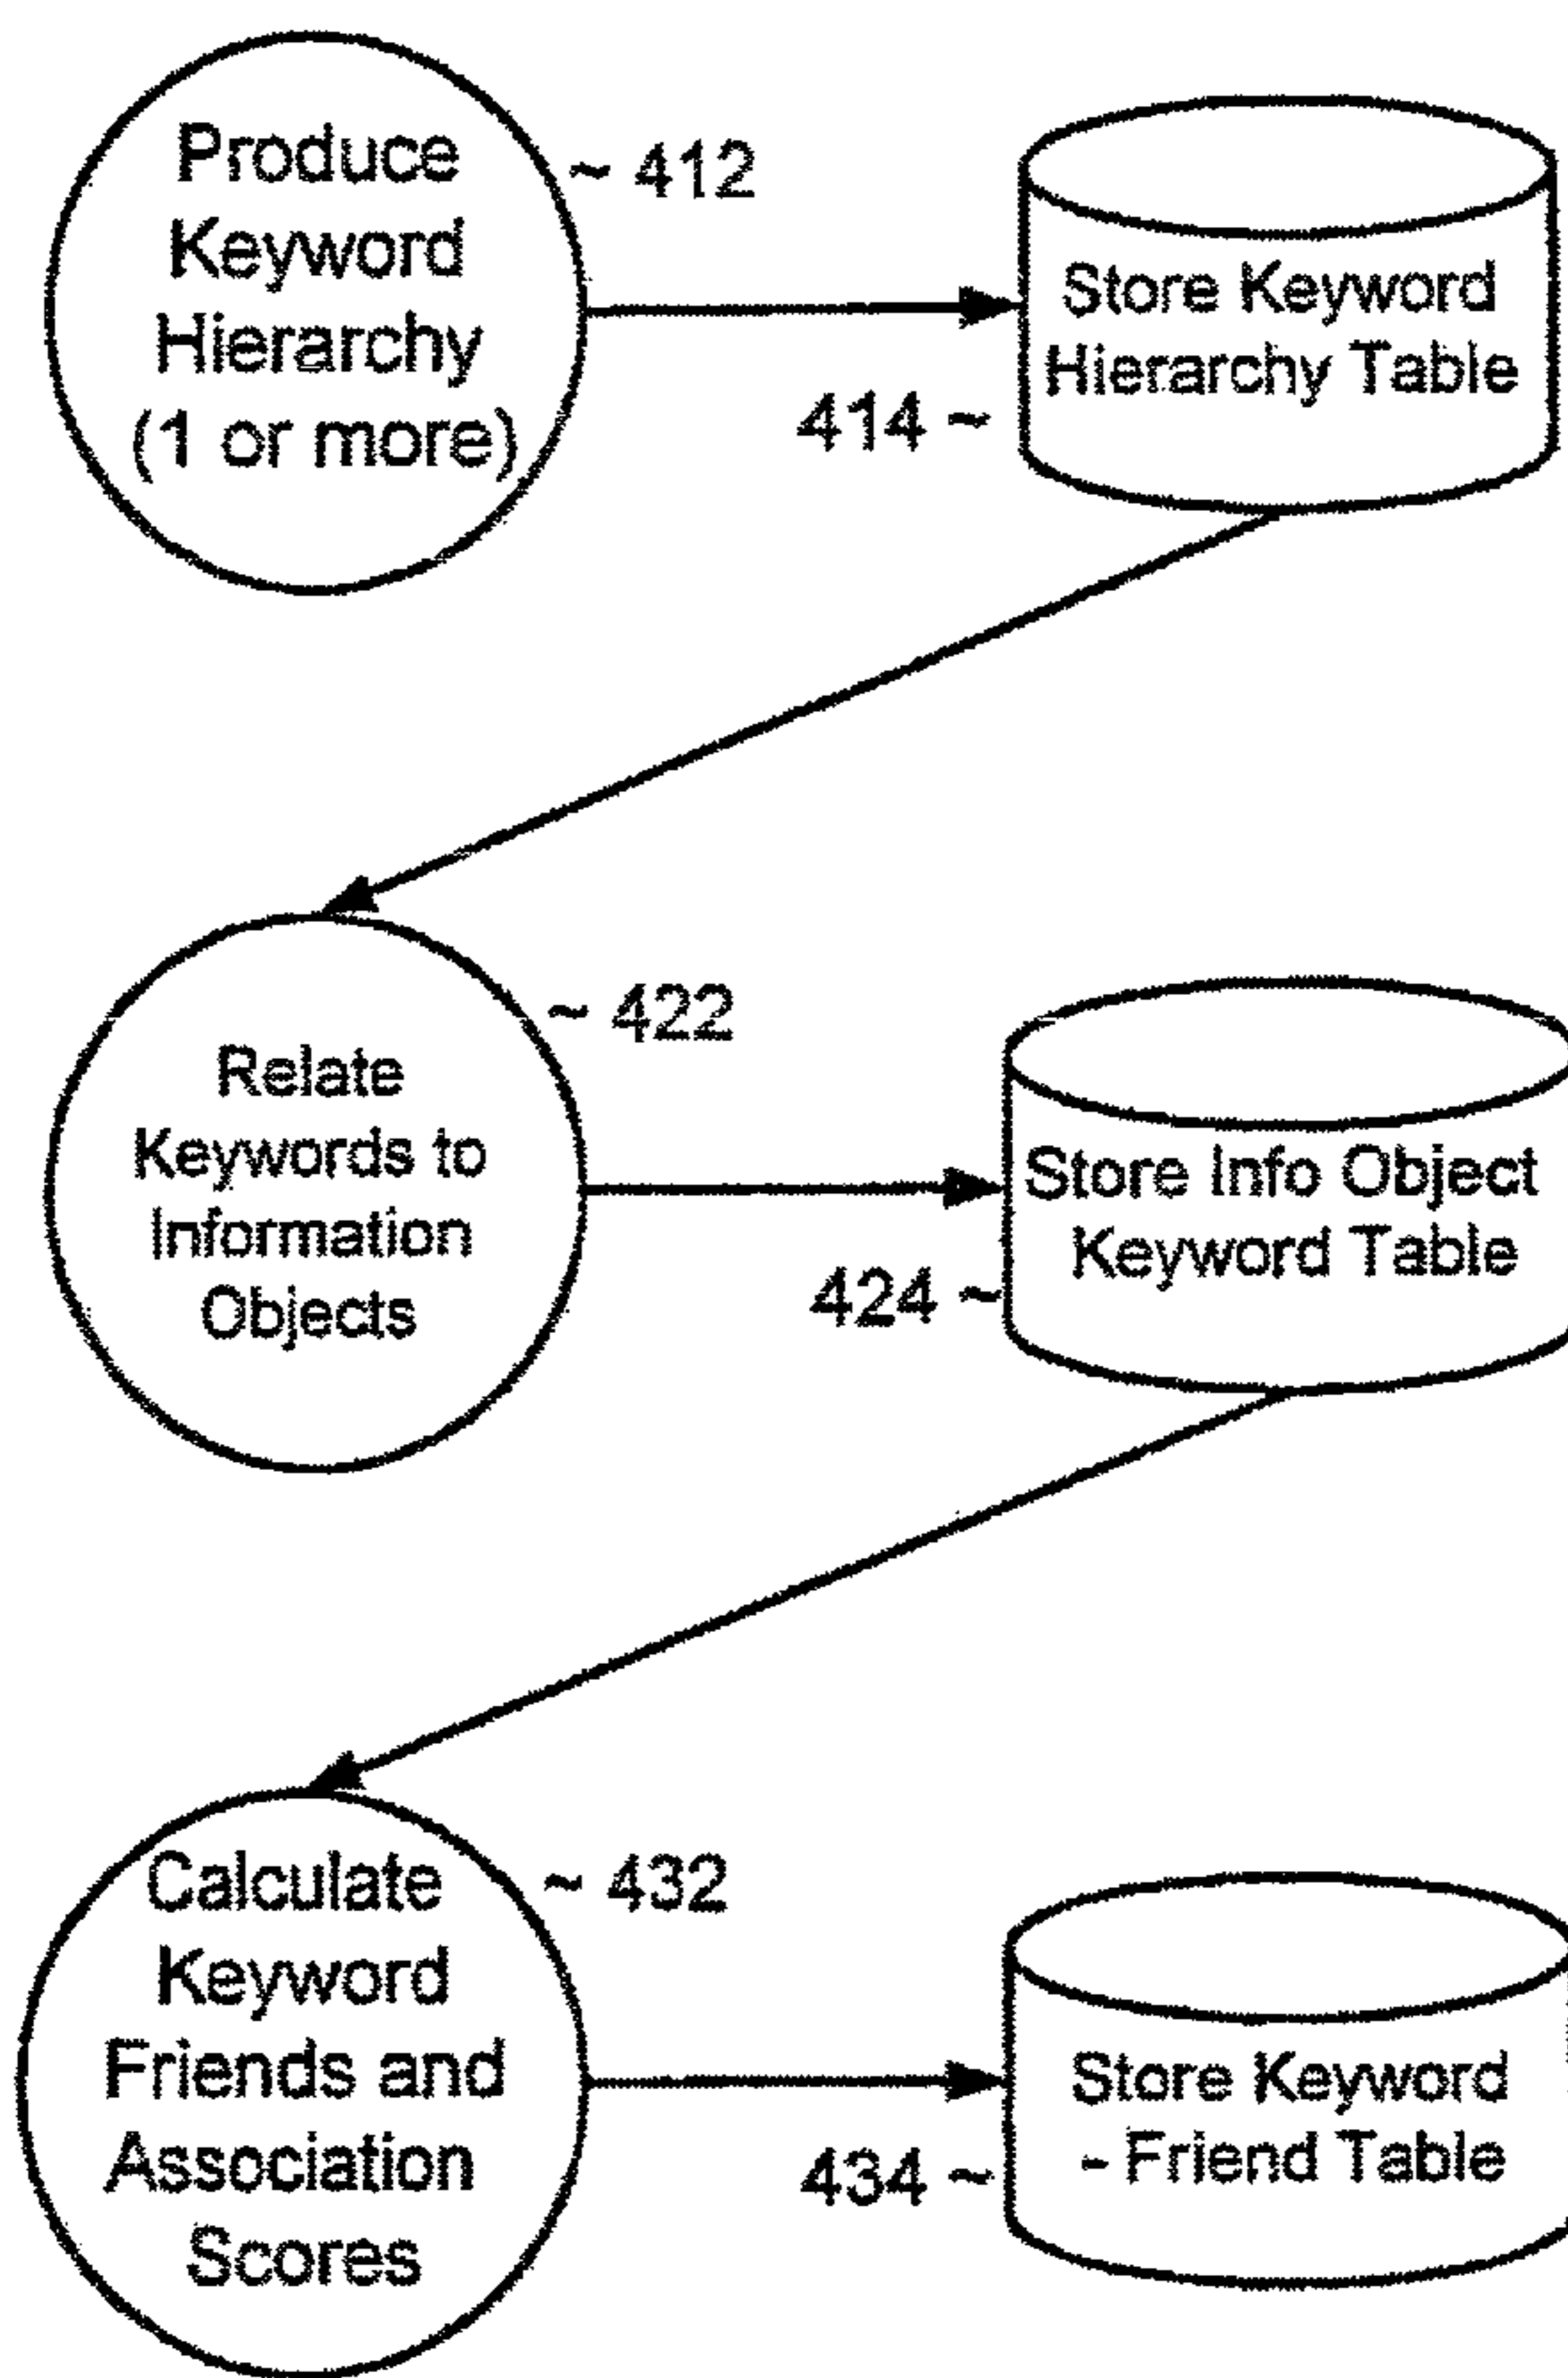 Produce
Keyword
Hierarchy
(1 or more)
~ 412
Store Keyword
Hierarchy Table
414 ~
Relate
Keywords to
Information
Objects
~ 422
Store Info Object
Keyword Table
424 ~
Calculate
Keyword
Friends and
Association
Scores
~ 432
Store Keyword
- Friend Table
434 ~